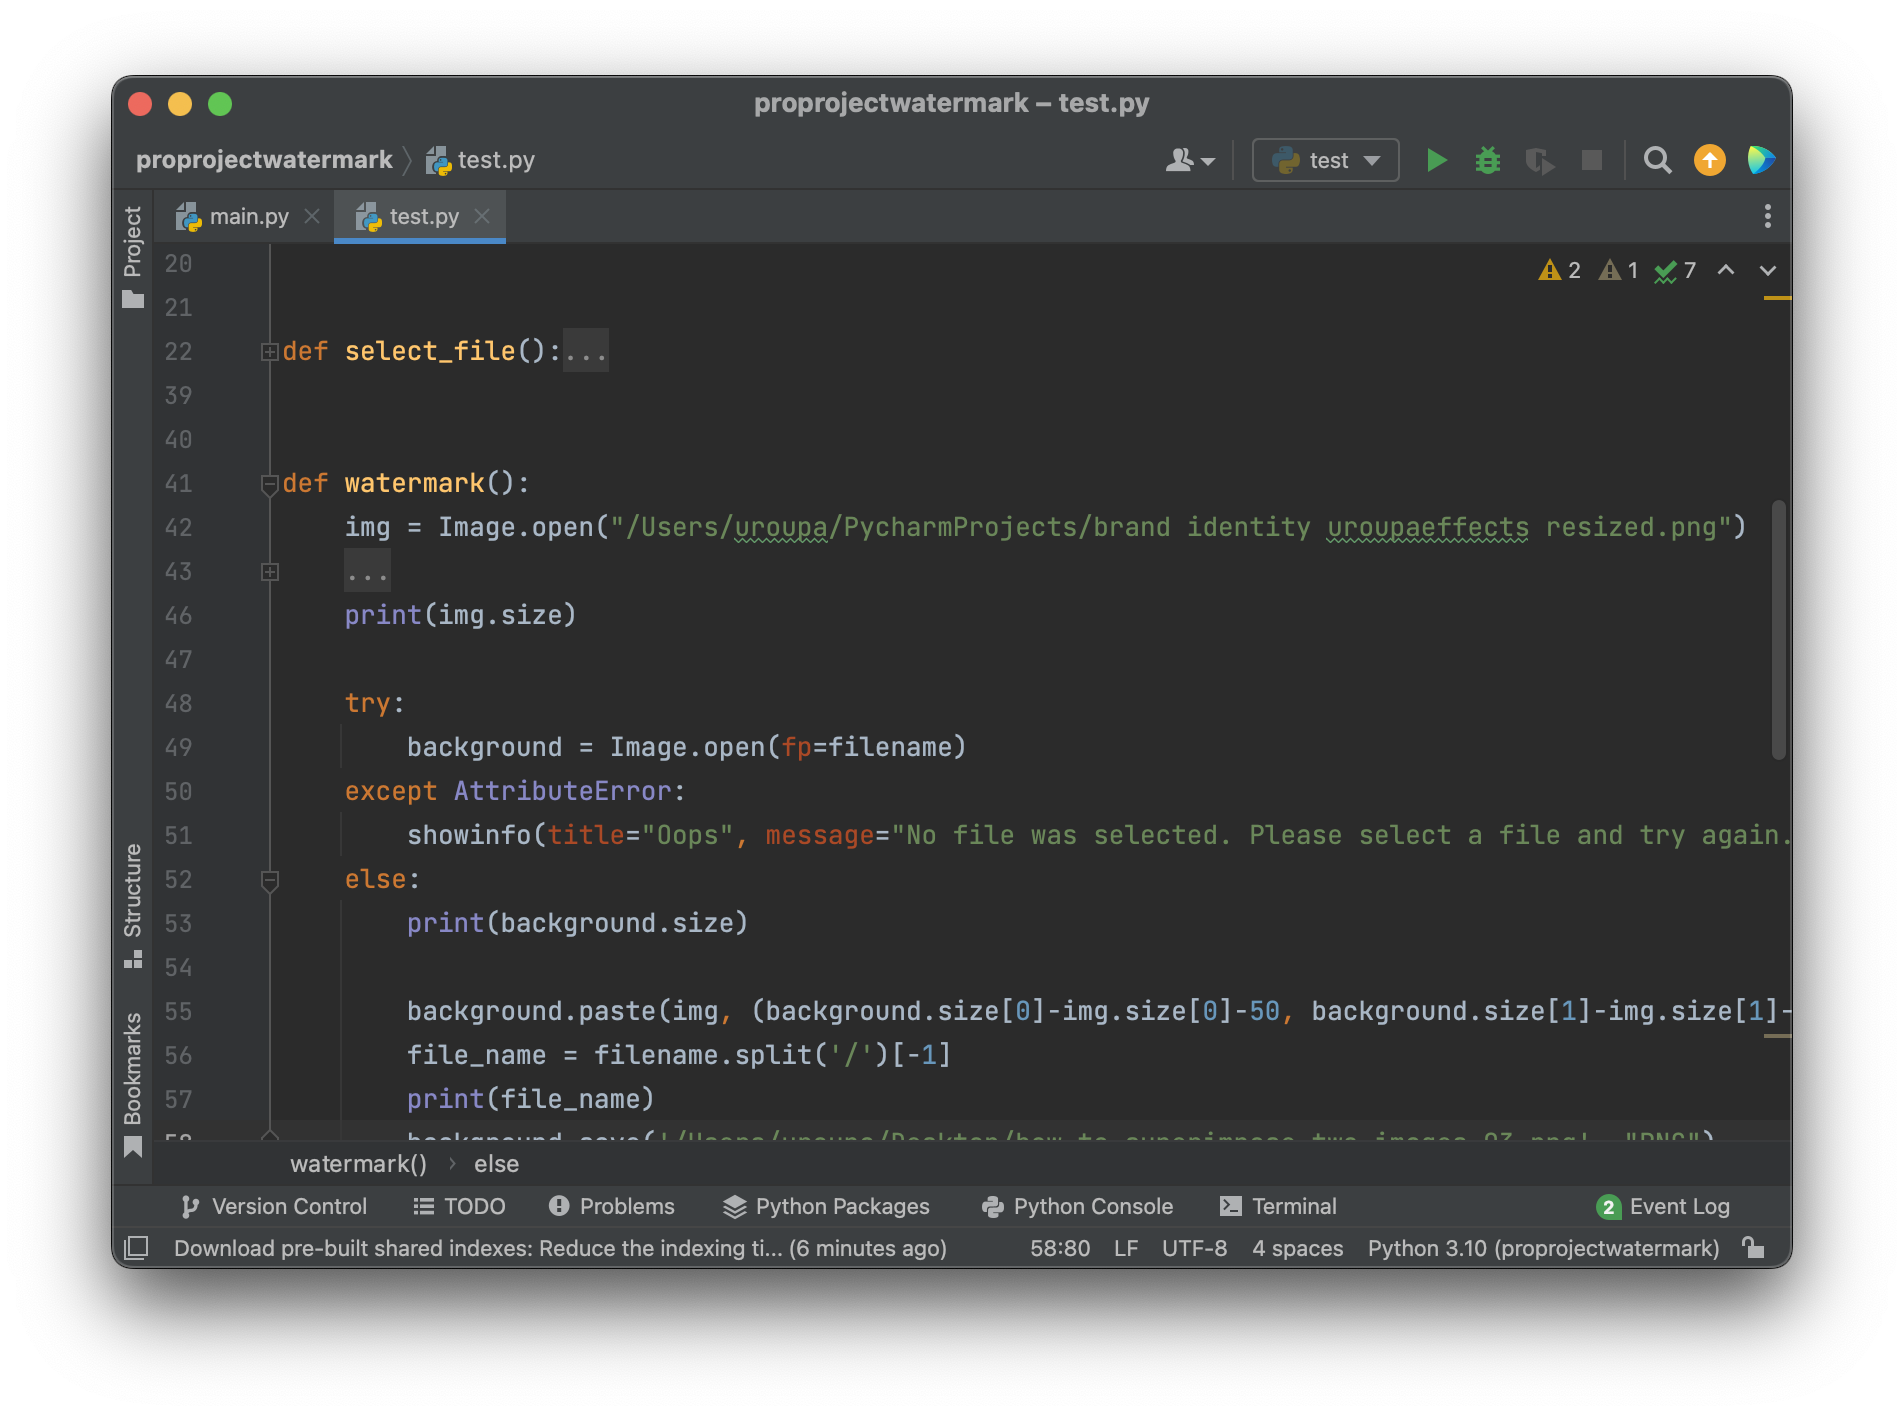 proprojectwatermark – test.py
proprojectwatermark
test.py
test
main.py
test.py
Project
2 1 7
20
21
22 def select_file():...
39
40
41 def watermark():
42 img = Image.open("/Users/uroupa/PycharmProjects/brand identity uroupaeffects resized.png")
43 ...
46 print(img.size)
47
48 try:
49 background = Image.open(fp=filename)
50 except AttributeError:
51 showinfo(title="Oops", message="No file was selected. Please select a file and try again.
52 else:
53 print(background.size)
54
55 background.paste(img, (background.size[0]-img.size[0]-50, background.size[1]-img.size[1]-
56 file_name = filename.split('/')[-1]
57 print(file_name)
Structure
Bookmarks
watermark() › else
Version Control
TODO
Problems
Python Packages
Python Console
Terminal
2 Event Log
Download pre-built shared indexes: Reduce the indexing ti... (6 minutes ago)
58:80 LF UTF-8 4 spaces Python 3.10 (proprojectwatermark)